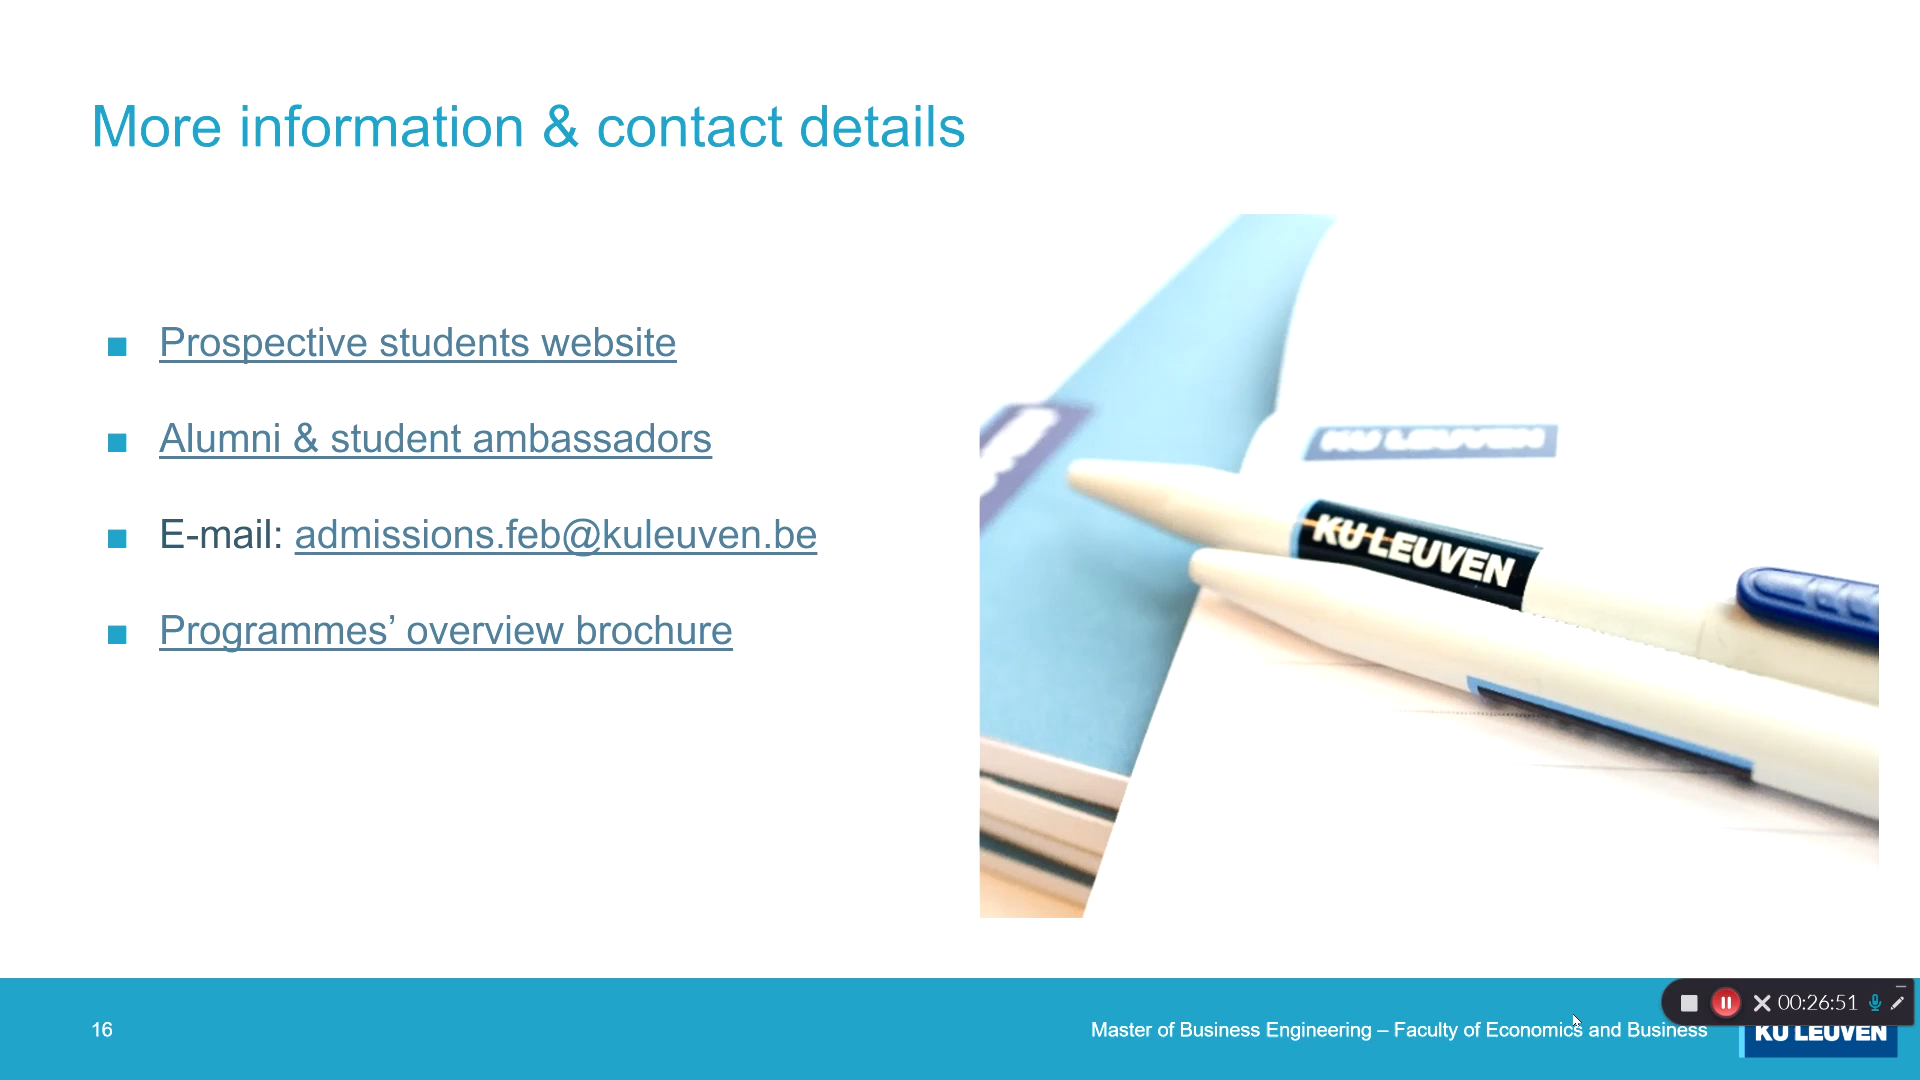 More information & contact details
Prospective students website
Alumni & student ambassadors
E-mail: admissions.feb@kuleuven.be
Programmes’ overview brochure
KU LEUVEN
KU LEUVEN
16
Master of Business Engineering – Faculty of Economics and Business
00:26:51
KU LEUVEN